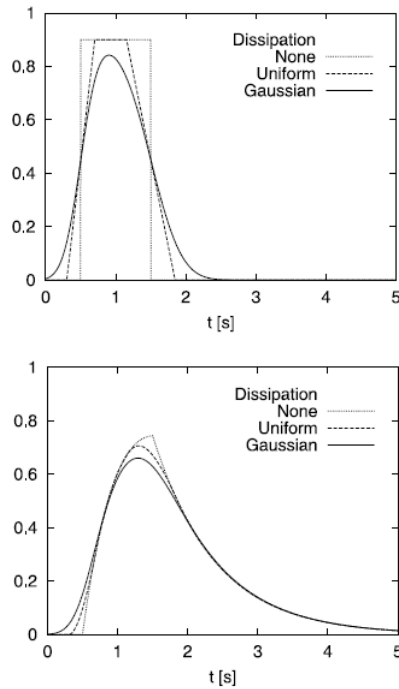 1
0.8
0.6
0.4
0.2
0
Dissipation
None
Uniform
Gaussian
0 1 2 3 4 5
t [s]
1
0.8
0.6
0.4
0.2
0
Dissipation
None
Uniform
Gaussian
0 1 2 3 4 5
t [s]